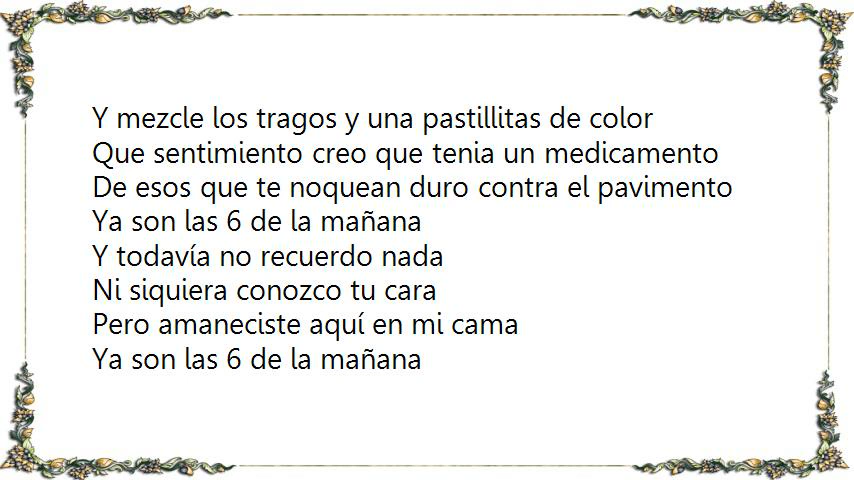 Y mezcle los tragos y una pastillitas de color
Que sentimiento creo que tenia un medicamento
De esos que te noquean duro contra el pavimento
Ya son las 6 de la mañana
Y todavía no recuerdo nada
Ni siquiera conozco tu cara
Pero amaneciste aquí en mi cama
Ya son las 6 de la mañana